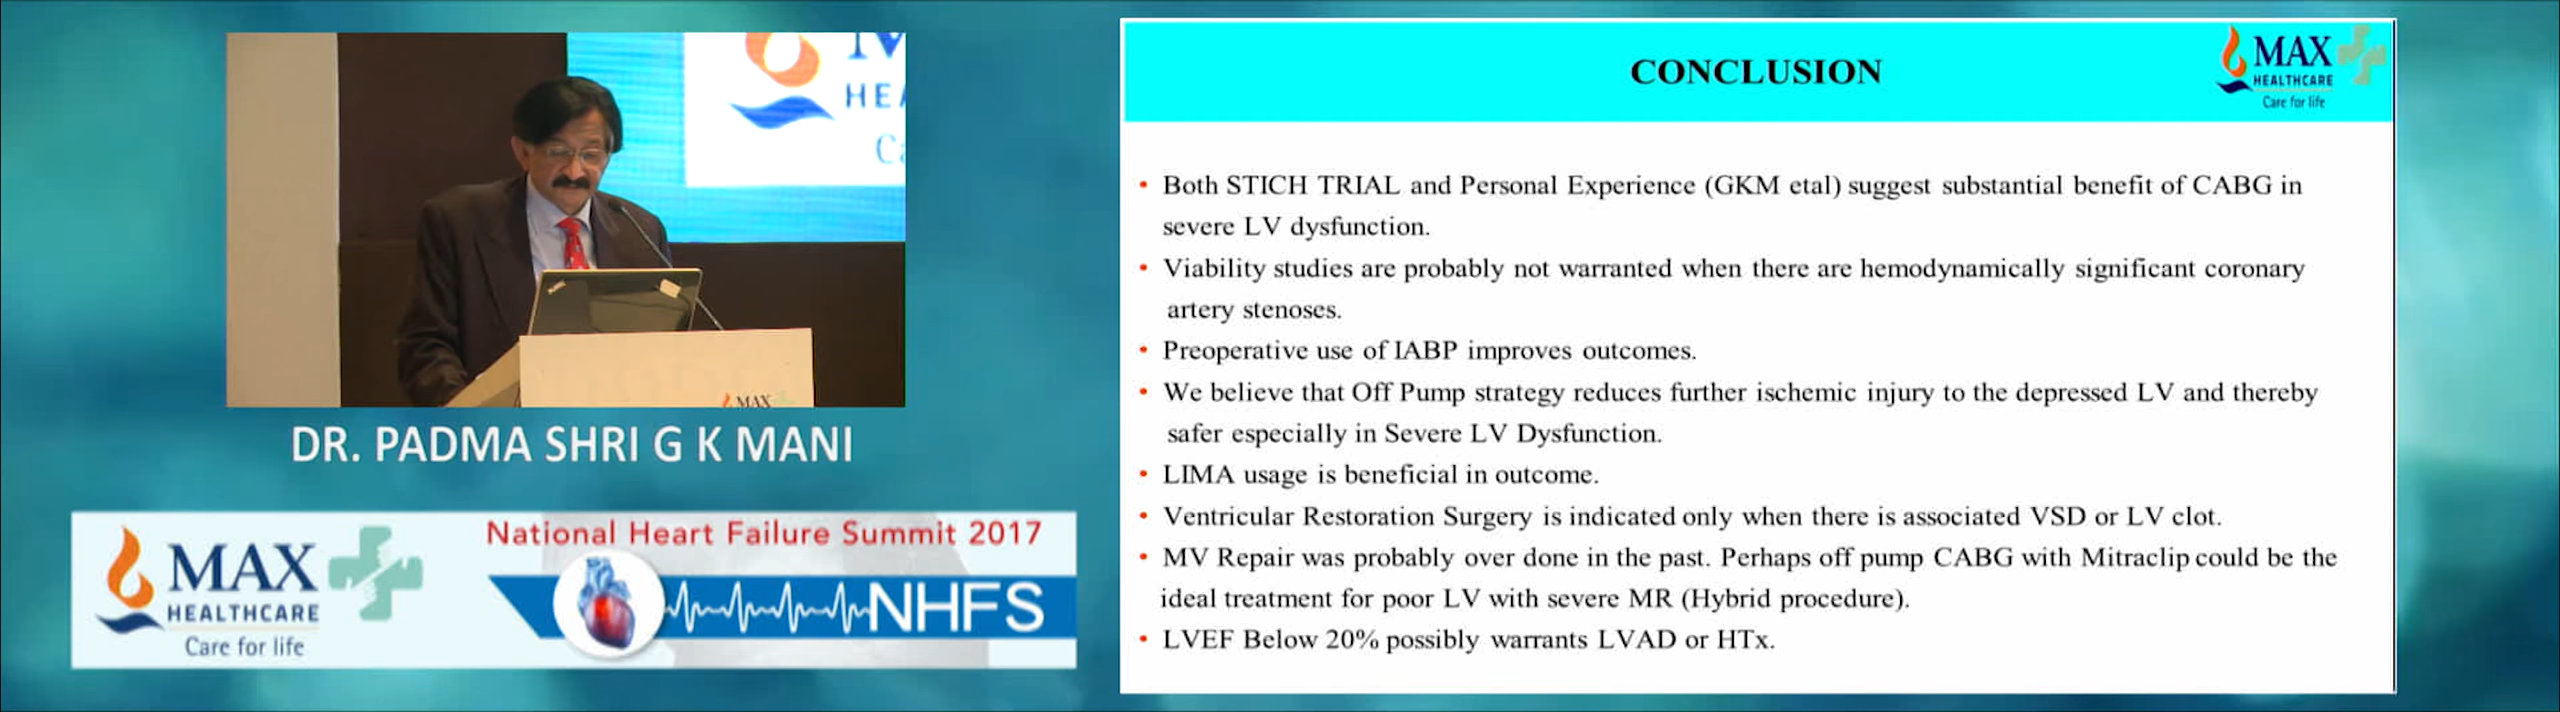 M
HEA
Ca
MAX
DR. PADMA SHRI G K MANI
MAX
HEALTHCARE
Care for life
National Heart Failure Summit 2017
NHFS
CONCLUSION
MAX
HEALTHCARE
Care for life
• Both STICH TRIAL and Personal Experience (GKM etal) suggest substantial benefit of CABG in
severe LV dysfunction.
• Viability studies are probably not warranted when there are hemodynamically significant coronary
artery stenoses.
• Preoperative use of IABP improves outcomes.
• We believe that Off Pump strategy reduces further ischemic injury to the depressed LV and thereby
safer especially in Severe LV Dysfunction.
• LIMA usage is beneficial in outcome.
• Ventricular Restoration Surgery is indicated only when there is associated VSD or LV clot.
• MV Repair was probably over done in the past. Perhaps off pump CABG with Mitraclip could be the
ideal treatment for poor LV with severe MR (Hybrid procedure).
• LVEF Below 20% possibly warrants LVAD or HTx.